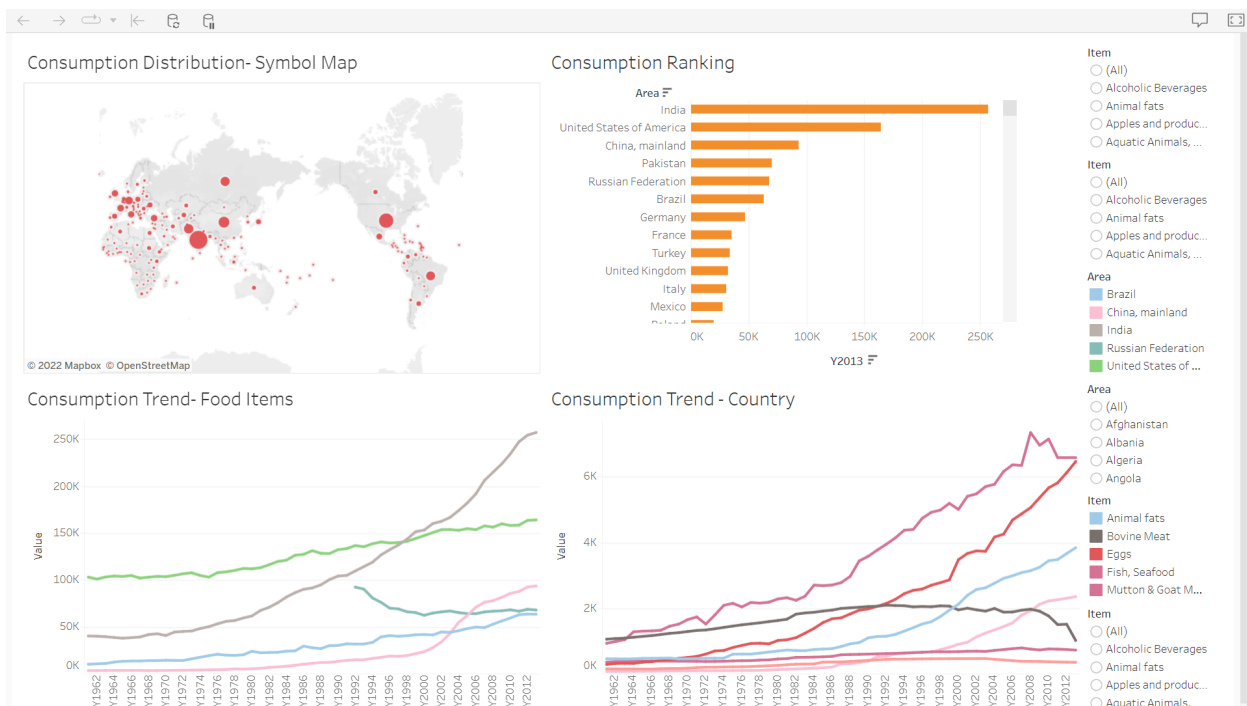 Consumption Distribution- Symbol Map
© 2022 Mapbox © OpenStreetMap
Consumption Ranking
Area
India
United States of America
China, mainland
Pakistan
Russian Federation
Brazil
Germany
France
Turkey
United Kingdom
Italy
Mexico
0K 50K 100K 150K 200K 250K
Y2013
Consumption Trend- Food Items
Value
250K
200K
150K
100K
50K
0K
Y1962 Y1964 Y1966 Y1968 Y1970 Y1972 Y1974 Y1976 Y1978 Y1980 Y1982 Y1984 Y1986 Y1988 Y1990 Y1992 Y1994 Y1996 Y1998 Y2000 Y2002 Y2004 Y2006 Y2008 Y2010 Y2012
Consumption Trend - Country
Value
6K
4K
2K
0K
Y1962 Y1964 Y1966 Y1968 Y1970 Y1972 Y1974 Y1976 Y1978 Y1980 Y1982 Y1984 Y1986 Y1988 Y1990 Y1992 Y1994 Y1996 Y1998 Y2000 Y2002 Y2004 Y2006 Y2008 Y2010 Y2012
Item
(All)
Alcoholic Beverages
Animal fats
Apples and produc...
Aquatic Animals, ...
Item
(All)
Alcoholic Beverages
Animal fats
Apples and produc...
Aquatic Animals, ...
Area
Brazil
China, mainland
India
Russian Federation
United States of ...
Area
(All)
Afghanistan
Albania
Algeria
Angola
Item
Animal fats
Bovine Meat
Eggs
Fish, Seafood
Mutton & Goat M...
Item
(All)
Alcoholic Beverages
Animal fats
Apples and produc...
Aquatic Animals,